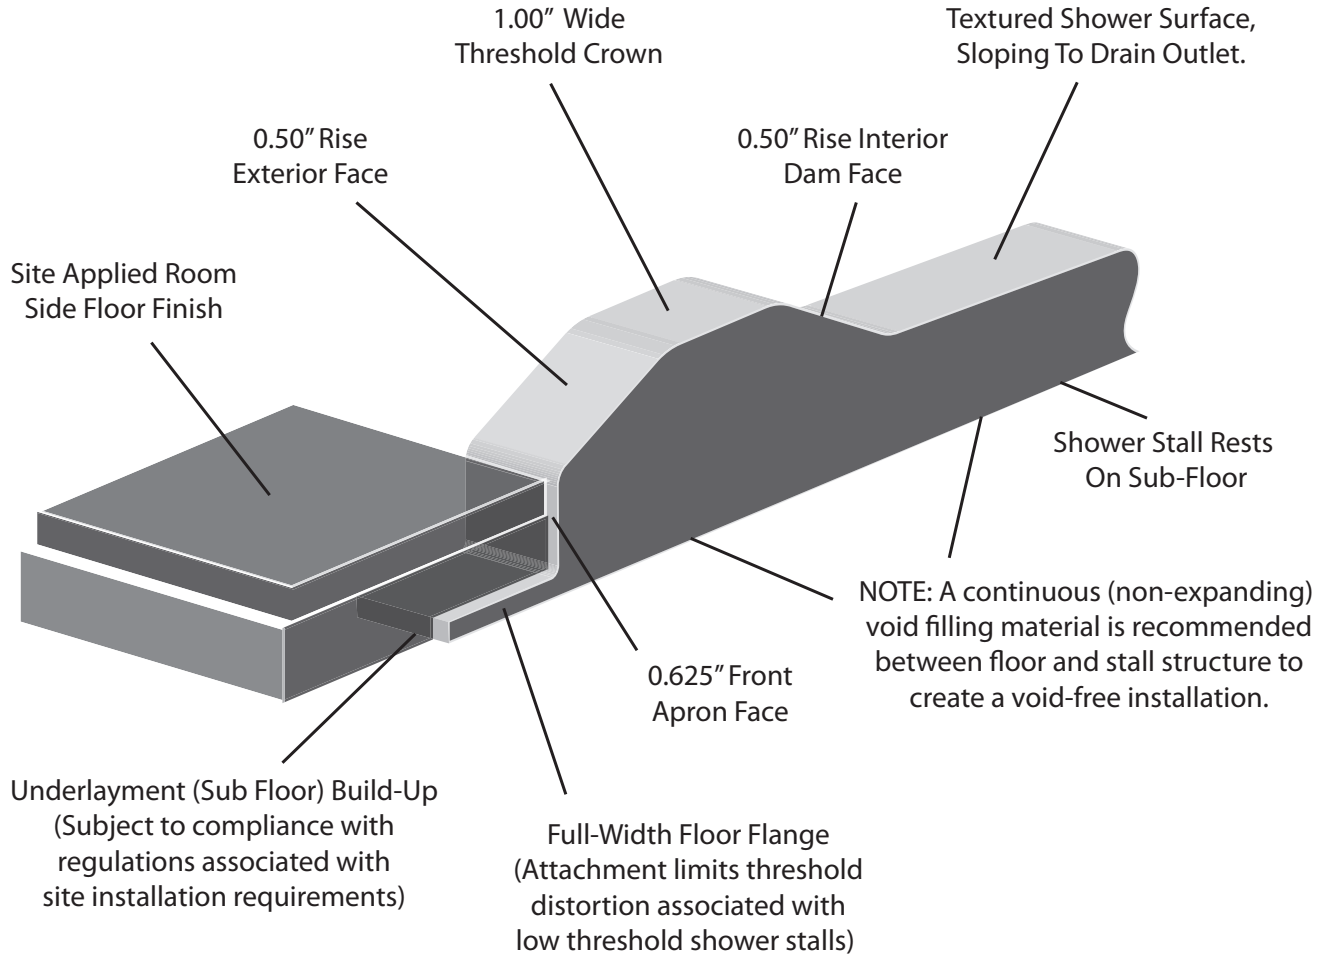 1.00” Wide
Threshold Crown
Textured Shower Surface,
Sloping To Drain Outlet.
0.50” Rise
Exterior Face
0.50” Rise Interior
Dam Face
Site Applied Room
Side Floor Finish
Shower Stall Rests
On Sub-Floor
NOTE: A continuous (non-expanding)
void filling material is recommended
between floor and stall structure to
create a void-free installation.
0.625” Front
Apron Face
Underlayment (Sub Floor) Build-Up
(Subject to compliance with
regulations associated with
site installation requirements)
Full-Width Floor Flange
(Attachment limits threshold
distortion associated with
low threshold shower stalls)